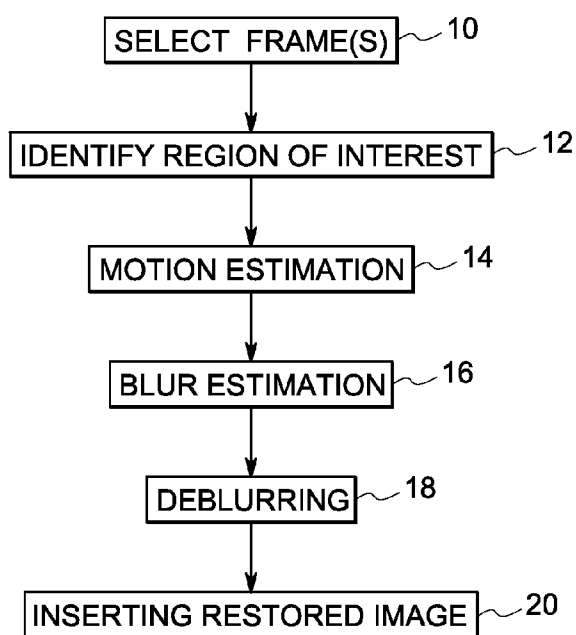 SELECT FRAME(S) 10
IDENTIFY REGION OF INTEREST 12
MOTION ESTIMATION 14
BLUR ESTIMATION 16
DEBLURRING 18
INSERTING RESTORED IMAGE 20